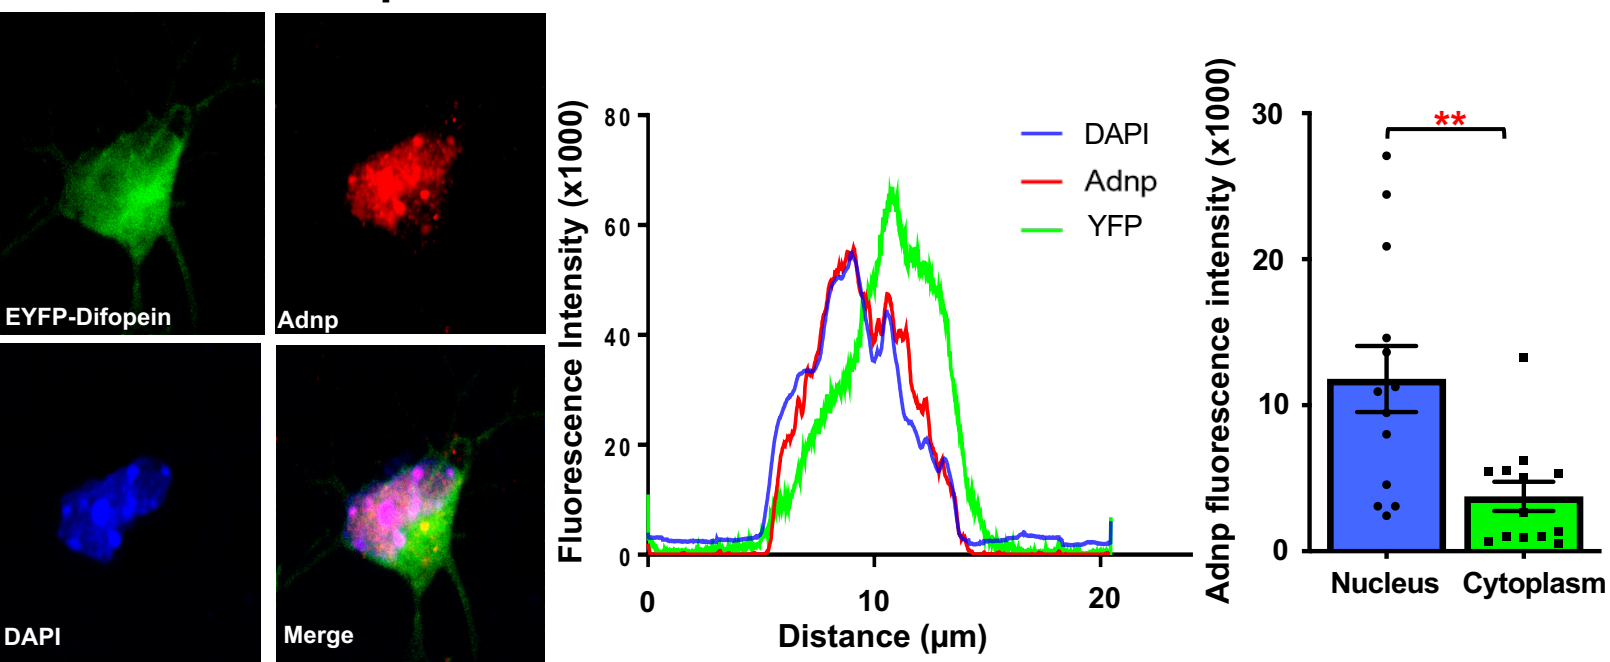 EYFP-Difopein
Adnp
DAPI
Merge
Fluorescence Intensity (x1000)
80
60
40
20
0
0
10
20
Distance (µm)
DAPI
Adnp
YFP
Adnp fluorescence intensity (x1000)
30
20
10
0
**
Nucleus
Cytoplasm